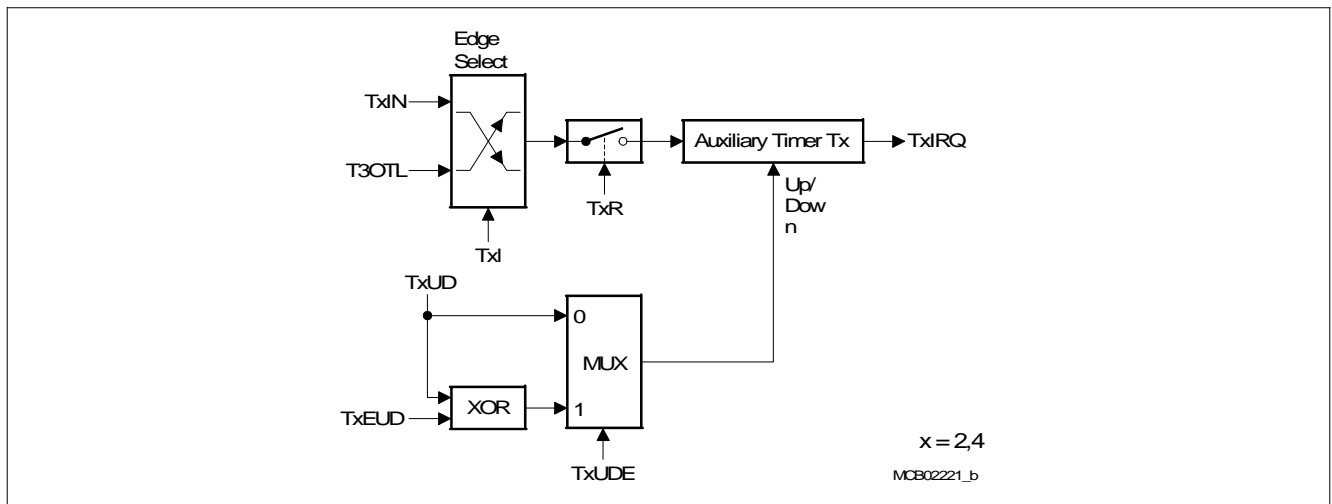 Edge
Select
TxIN
T3OTL
TxI
TxR
Auxiliary Timer Tx
TxIRQ
Up/
Dow
n
TxUD
0
MUX
XOR
1
TxEUD
TxUDE
x = 2,4
MCB02221_b